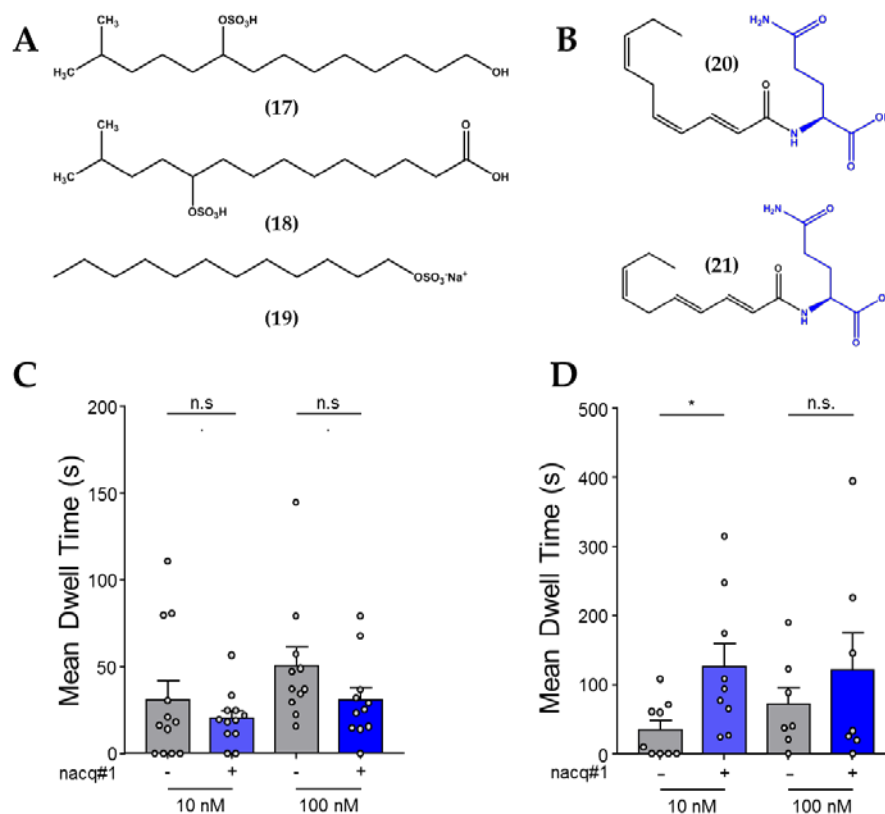 A
CH₃
OSO₃H
H₃C
OH
(17)
CH₃
O
H₃C
OH
OSO₃H
(18)
OSO₃⁻Na⁺
(19)
B
H₂N
O
(20)
O
N
H
O
(21)
H₂N
O
O
N
H
O
C
Mean Dwell Time (s)
200
150
100
50
0
n.s
n.s
nacq#1
- + - +
10 nM
100 nM
D
Mean Dwell Time (s)
500
400
300
200
100
0
*
n.s.
nacq#1
- + - +
10 nM
100 nM